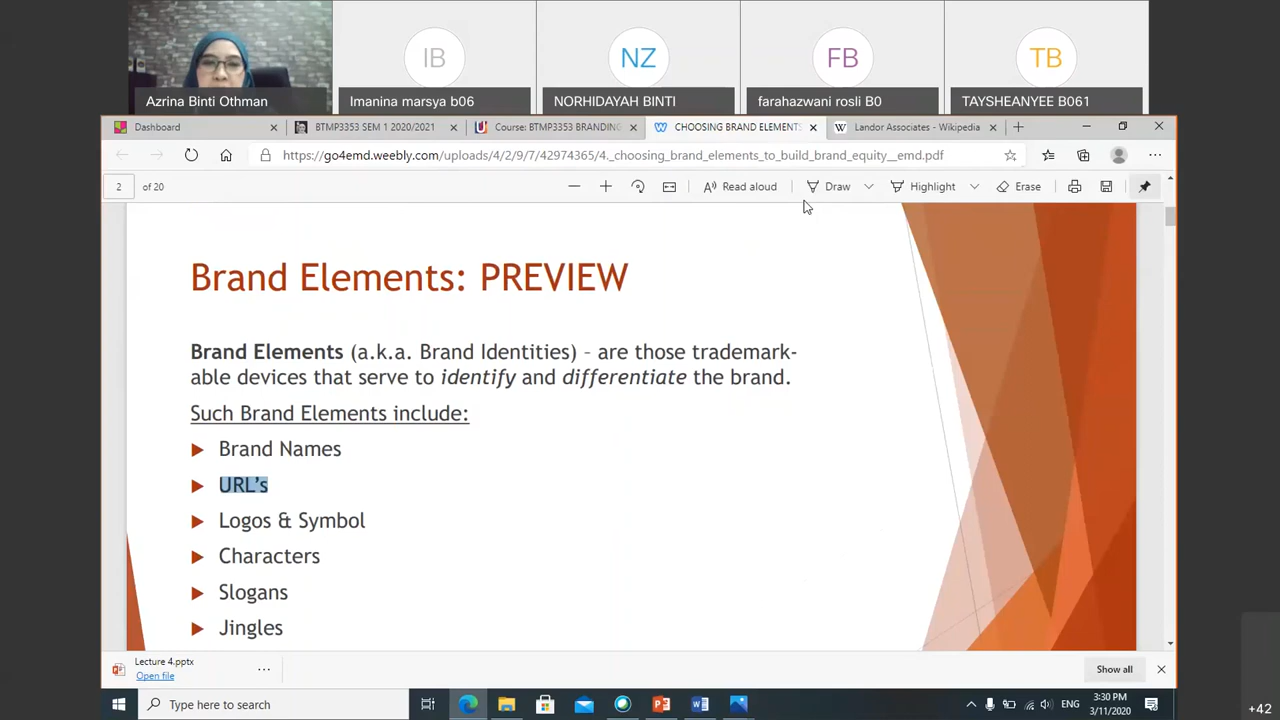 IB
NZ
FB
TB
Azrina Binti Othman
Imanina marsya b06
NORHIDAYAH BINTI
farahazwani rosli B0
TAYSHEANYEE B061
Dashboard
BTMP3353 SEM 1 2020/2021
Course: BTMP3353 BRANDING
CHOOSING BRAND ELEMENTS
Landor Associates - Wikipedia
https://go4emd.weebly.com/uploads/4/2/9/7/42974365/4._choosing_brand_elements_to_build_brand_equity__emd.pdf
2 of 20
Read aloud
Draw
Highlight
Erase
Brand Elements: PREVIEW
Brand Elements (a.k.a. Brand Identities) – are those trademark-
able devices that serve to identify and differentiate the brand.
Such Brand Elements include:
Brand Names
URL's
Logos & Symbol
Characters
Slogans
Jingles
Lecture 4.pptx
Open file
Show all
Type here to search
ENG
3:30 PM
3/11/2020
+42